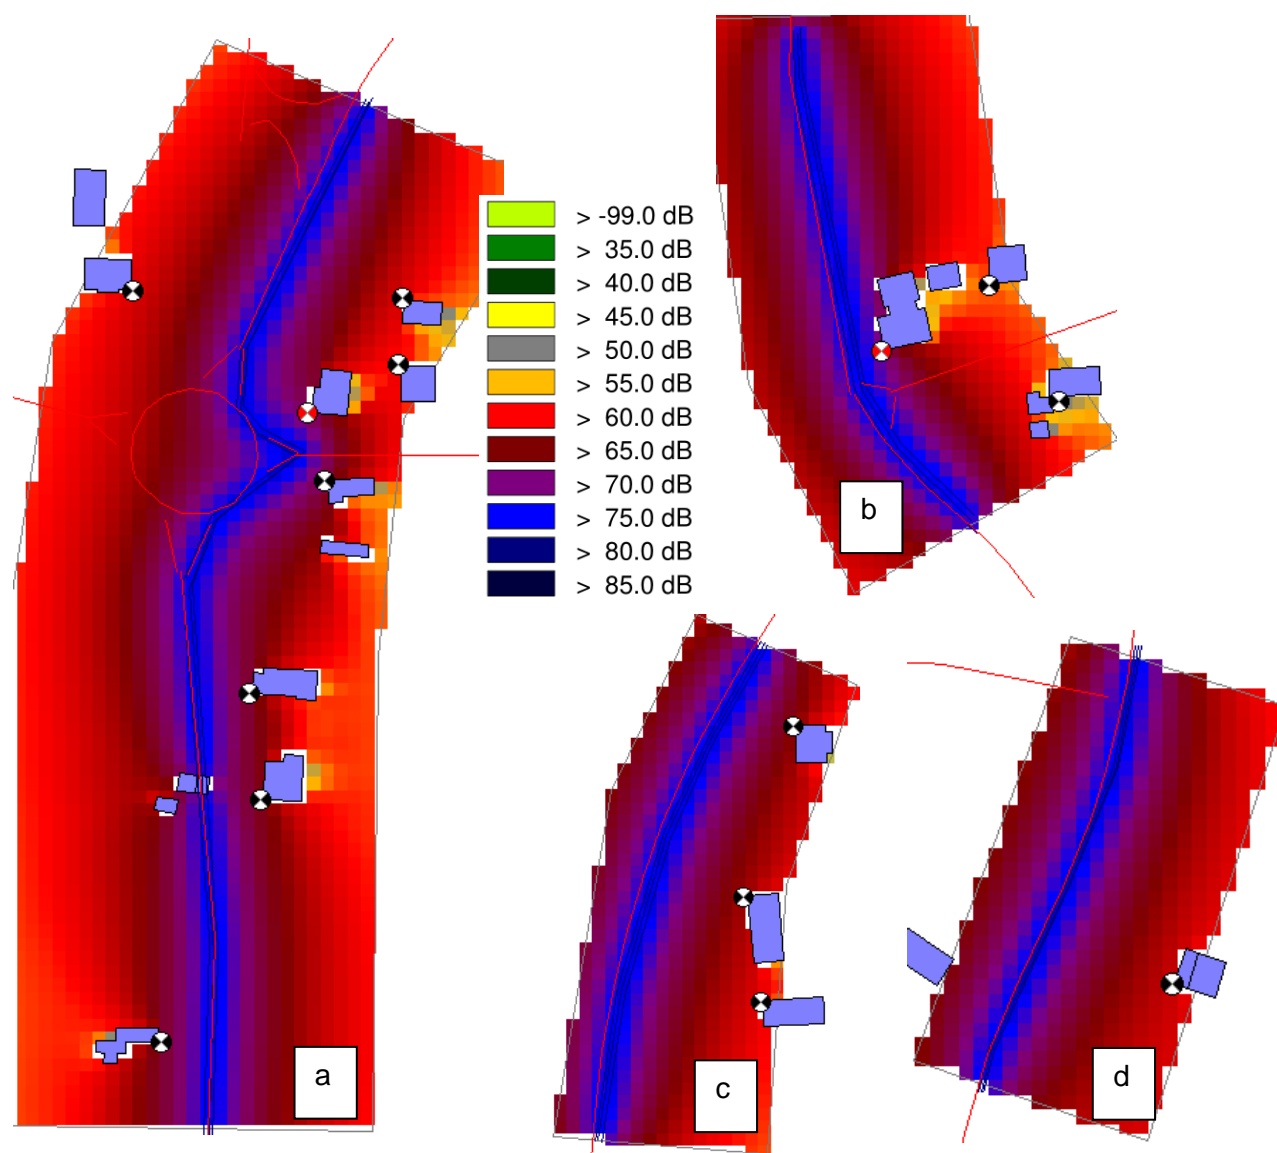 > -99.0 dB
> 35.0 dB
> 40.0 dB
> 45.0 dB
> 50.0 dB
> 55.0 dB
> 60.0 dB
> 65.0 dB
> 70.0 dB
> 75.0 dB
> 80.0 dB
> 85.0 dB
b
a
c
d